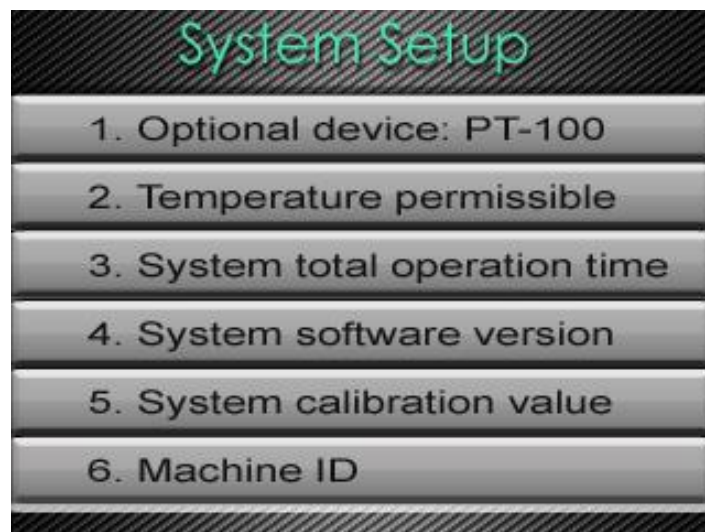 System Setup
1. Optional device: PT-100
2. Temperature permissible
3. System total operation time
4. System software version
5. System calibration value
6. Machine ID